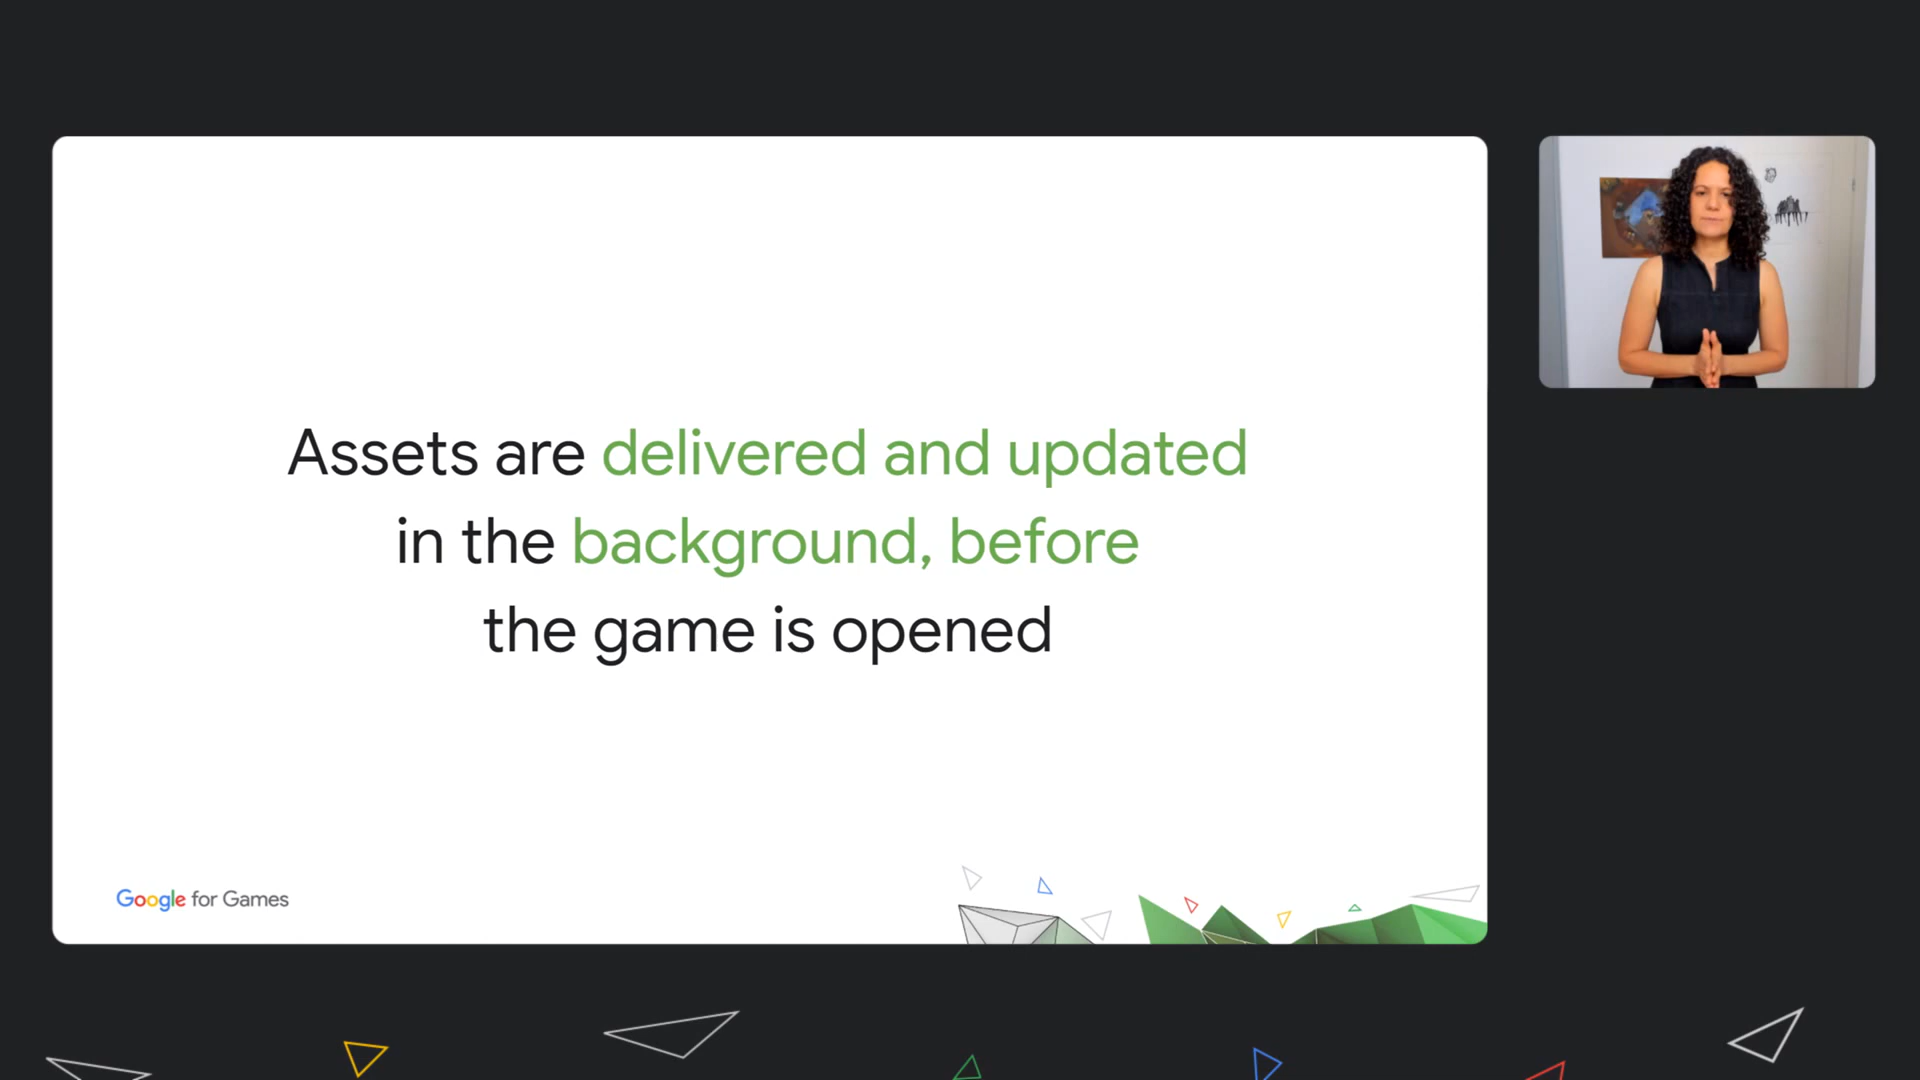 Assets are delivered and updated
in the background, before
the game is opened
Google for Games